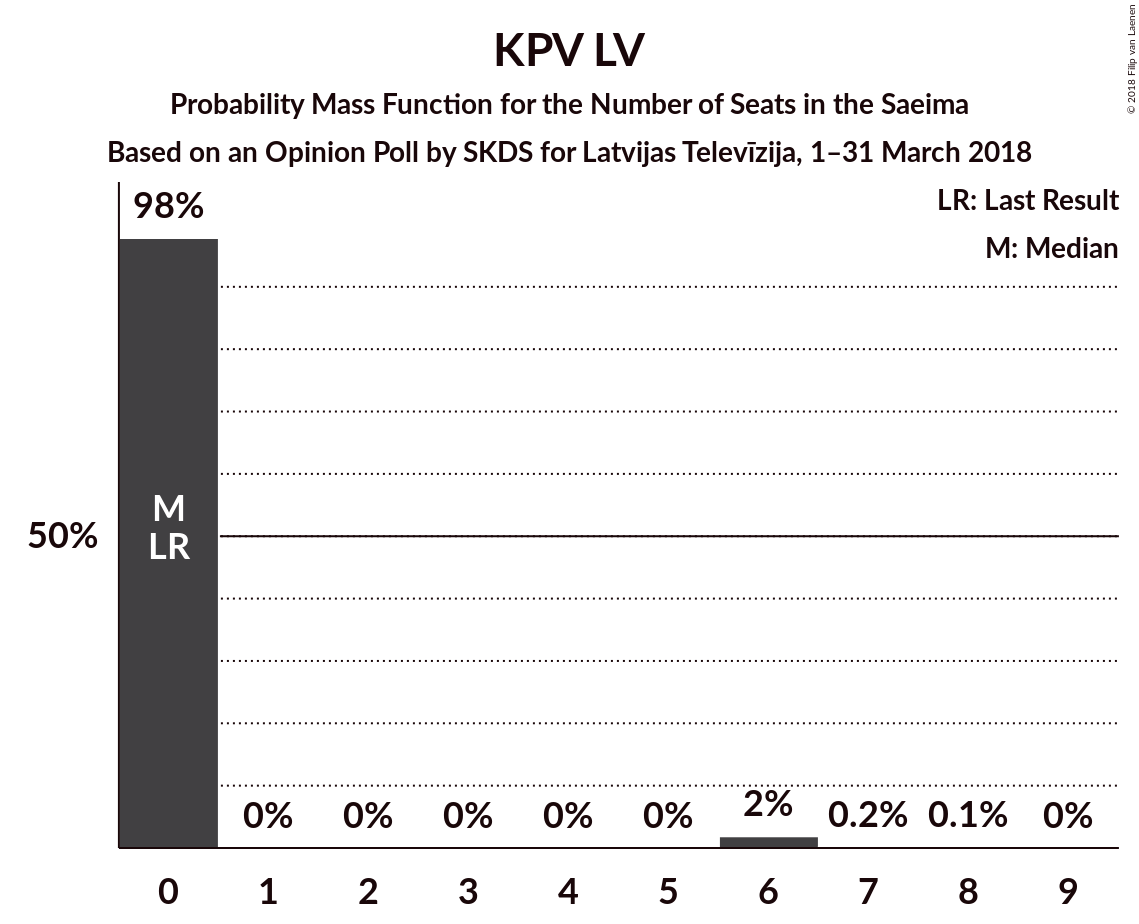 KPV LV
Probability Mass Function for the Number of Seats in the Saeima
Based on an Opinion Poll by SKDS for Latvijas Televīzija, 1–31 March 2018
© 2018 Filip van Laenen
LR: Last Result
M: Median
98%
50%
M
LR
0% 0% 0% 0% 0% 2% 0.2% 0.1% 0%
0 1 2 3 4 5 6 7 8 9